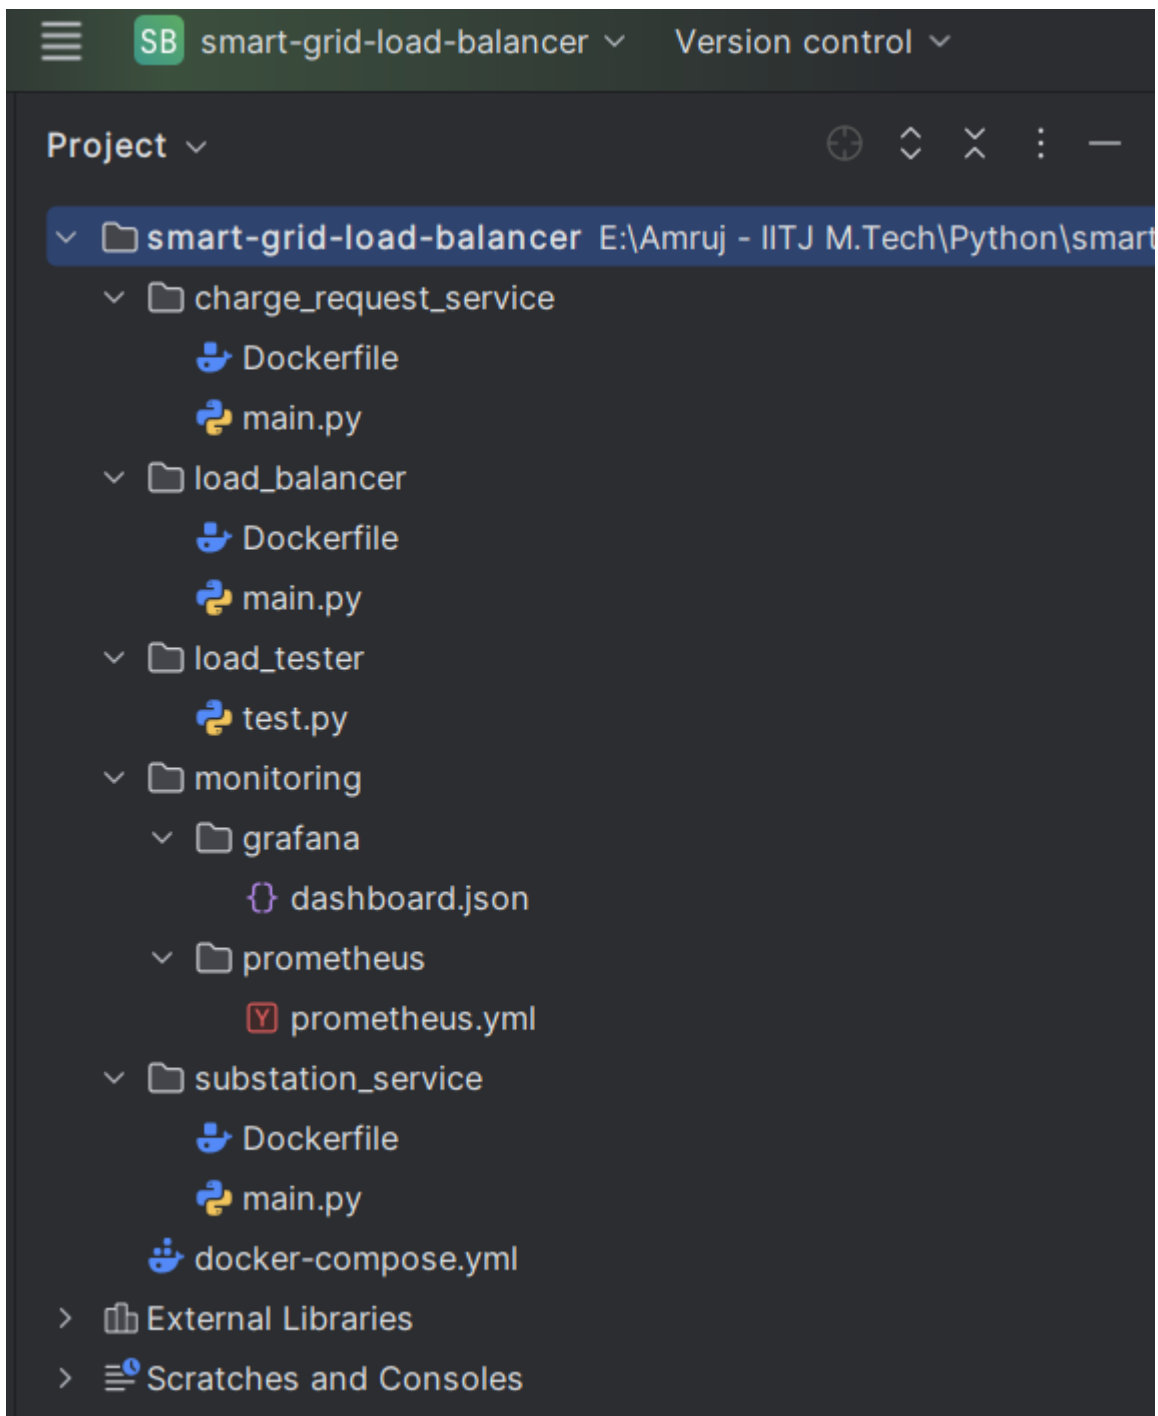 SB smart-grid-load-balancer Version control
Project
smart-grid-load-balancer E:\Amruj - IITJ M.Tech\Python\smart
charge_request_service
Dockerfile
main.py
load_balancer
Dockerfile
main.py
load_tester
test.py
monitoring
grafana
{} dashboard.json
prometheus
Y prometheus.yml
substation_service
Dockerfile
main.py
docker-compose.yml
External Libraries
Scratches and Consoles